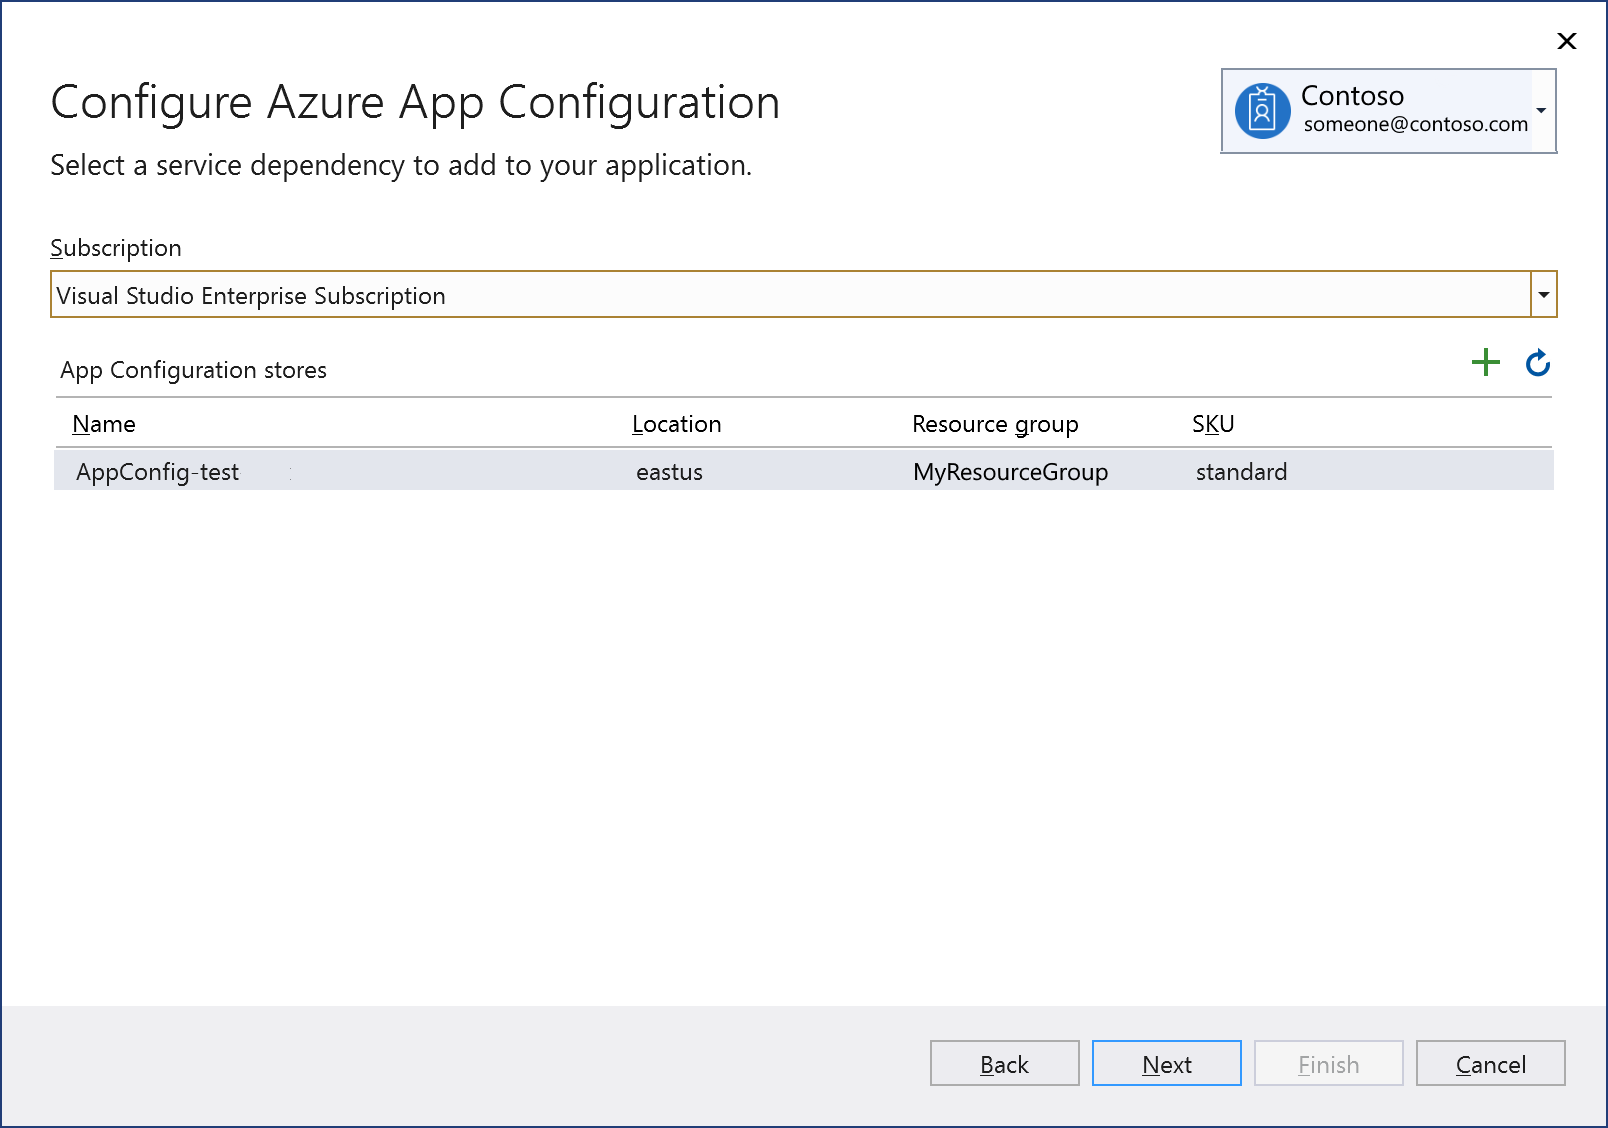 Configure Azure App Configuration
Contoso
someone@contoso.com
Select a service dependency to add to your application.
Subscription
Visual Studio Enterprise Subscription
App Configuration stores
Name Location Resource group SKU
AppConfig-test eastus MyResourceGroup standard
Back Next Finish Cancel